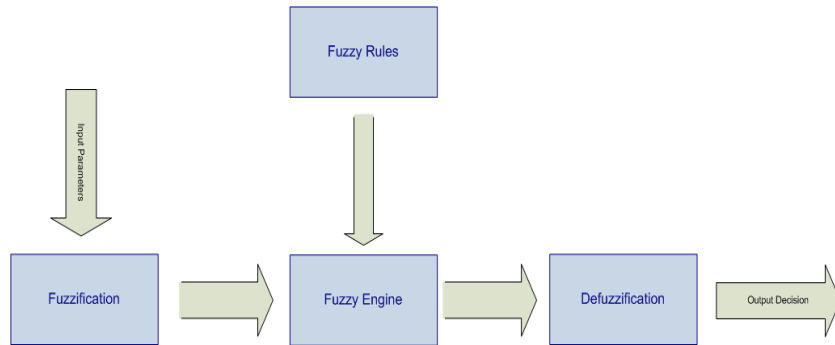 Fuzzy Rules
Input Parameters
Fuzzification
Fuzzy Engine
Defuzzification
Output Decision